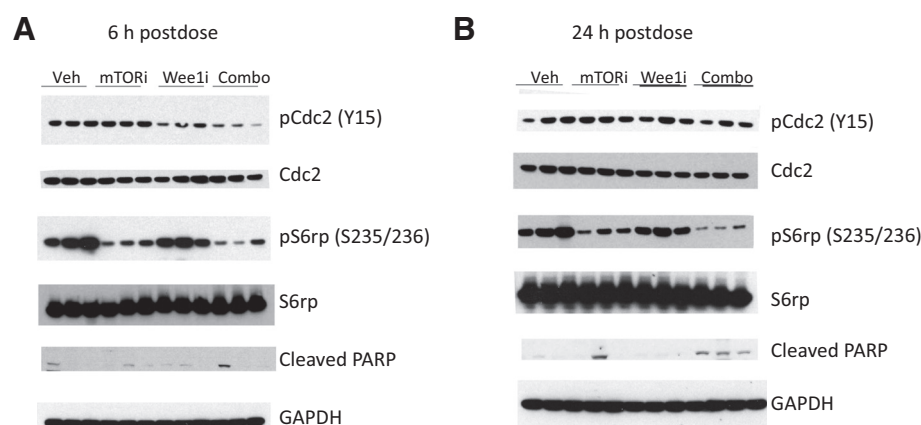 A
6 h postdose
Veh mTORi Wee1i Combo
pCdc2 (Y15)
Cdc2
pS6rp (S235/236)
S6rp
Cleaved PARP
GAPDH
B
24 h postdose
Veh mTORi Wee1i Combo
pCdc2 (Y15)
Cdc2
pS6rp (S235/236)
S6rp
Cleaved PARP
GAPDH